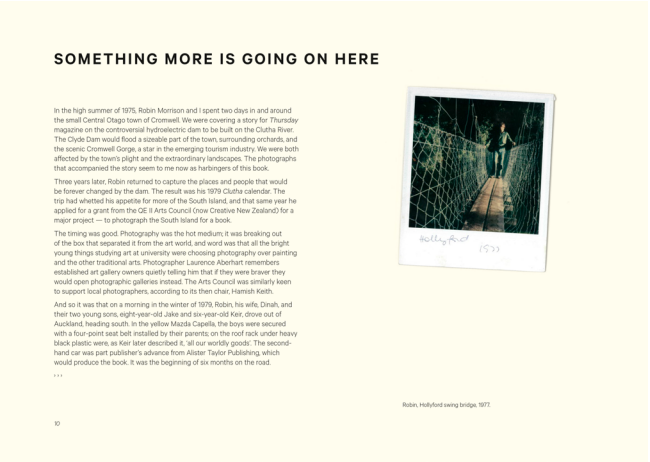 SOMETHING MORE IS GOING ON HERE
In the high summer of 1975, Robin Morrison and I spent two days in and around
the small Central Otago town of Cromwell. We were covering a story for Thursday
magazine on the controversial hydroelectric dam to be built on the Clutha River.
The Clyde Dam would flood a sizeable part of the town, surrounding orchards, and
the scenic Cromwell Gorge, a star in the emerging tourism industry. We were both
affected by the town's plight and the extraordinary landscapes. The photographs
that accompanied the story seem to me now as harbingers of this book.
Three years later, Robin returned to capture the places and people that would
be forever changed by the dam. The result was his 1979 Clutha calendar. The
trip had whetted his appetite for more of the South Island, and that same year he
applied for a grant from the QE II Arts Council (now Creative New Zealand) for a
major project — to photograph the South Island for a book.
The timing was good. Photography was the hot medium; it was breaking out
of the box that separated it from the art world, and word was that all the bright
young things studying art at university were choosing photography over painting
and the other traditional arts. Photographer Laurence Aberhart remembers
established art gallery owners quietly telling him that if they were braver they
would open photographic galleries instead. The Arts Council was similarly keen
to support local photographers, according to its then chair, Hamish Keith.
And so it was that on a morning in the winter of 1979, Robin, his wife, Dinah, and
their two young sons, eight-year-old Jake and six-year-old Keir, drove out of
Auckland, heading south. In the yellow Mazda Capella, the boys were secured
with a four-point seat belt installed by their parents; on the roof rack under heavy
black plastic were, as Keir later described it, 'all our worldly goods'. The second-
hand car was part publisher's advance from Alister Taylor Publishing, which
would produce the book. It was the beginning of six months on the road.
...
10
Hollyford
1977
Robin, Hollyford swing bridge, 1977.